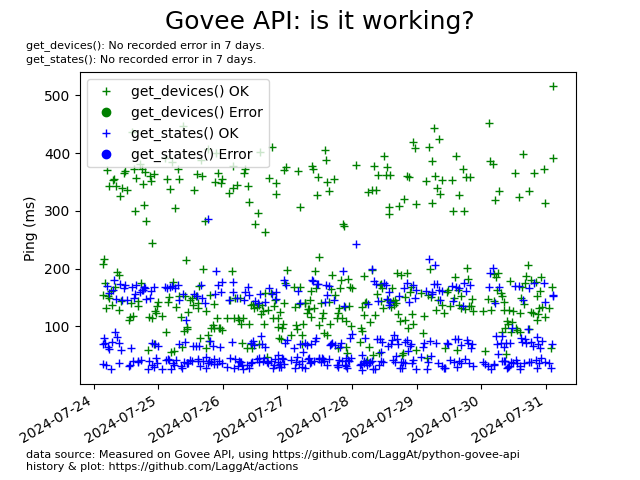 Govee API: is it working?
get_devices(): No recorded error in 7 days.
get_states(): No recorded error in 7 days.
get_devices() OK
get_devices() Error
get_states() OK
get_states() Error
Ping (ms)
500
400
300
200
100
2024-07-24
2024-07-25
2024-07-26
2024-07-27
2024-07-28
2024-07-29
2024-07-30
2024-07-31
data source: Measured on Govee API, using https://github.com/LaggAt/python-govee-api
history & plot: https://github.com/LaggAt/actions